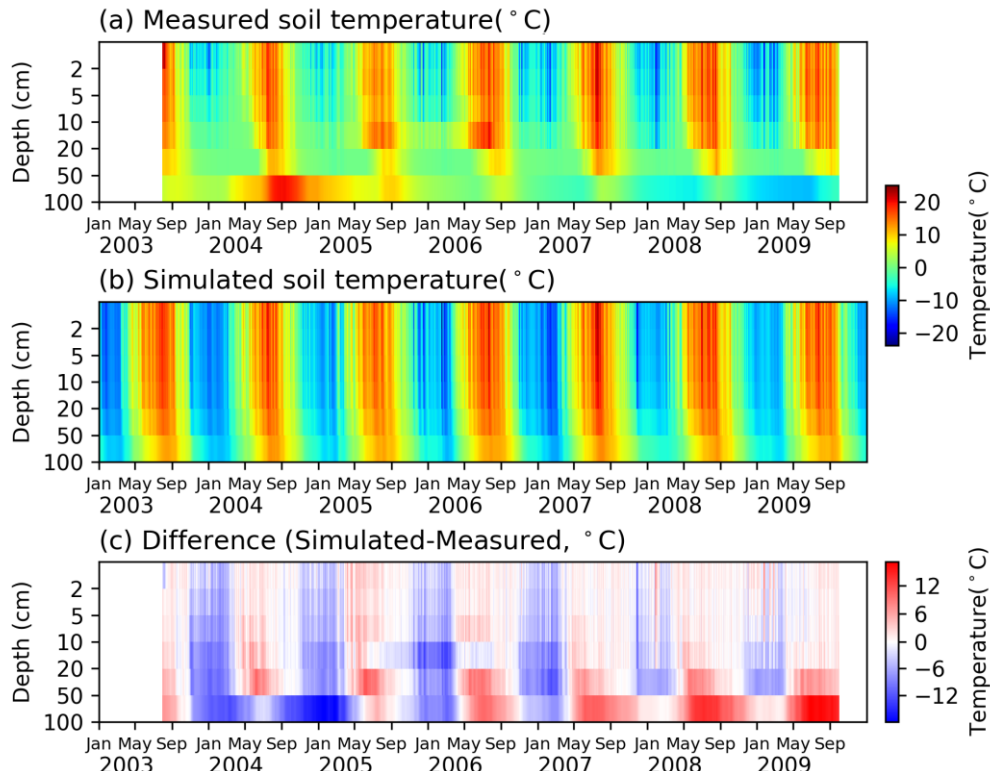 (a) Measured soil temperature(°C)
Depth (cm)
2
5
10
20
50
100
Jan May Sep Jan May Sep Jan May Sep Jan May Sep Jan May Sep Jan May Sep Jan May Sep
2003 2004 2005 2006 2007 2008 2009
(b) Simulated soil temperature(°C)
Depth (cm)
2
5
10
20
50
100
Jan May Sep Jan May Sep Jan May Sep Jan May Sep Jan May Sep Jan May Sep Jan May Sep
2003 2004 2005 2006 2007 2008 2009
20
10
0
−10
−20
Temperature(°C)
(c) Difference (Simulated-Measured, °C)
Depth (cm)
2
5
10
20
50
100
Jan May Sep Jan May Sep Jan May Sep Jan May Sep Jan May Sep Jan May Sep Jan May Sep
2003 2004 2005 2006 2007 2008 2009
12
6
0
−6
−12
Temperature(°C)